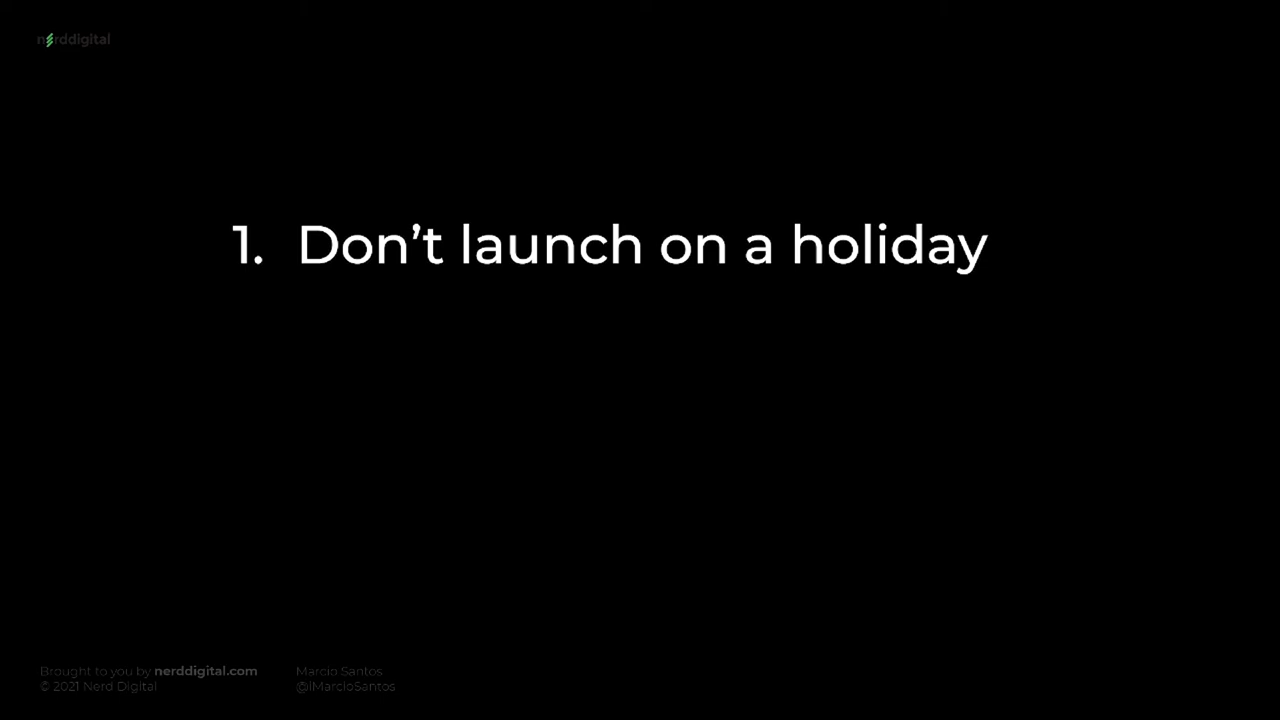 nerddigital
1. Don’t launch on a holiday
Brought to you by nerddigital.com
© 2021 Nerd Digital
Marcio Santos
@iMarcioSantos